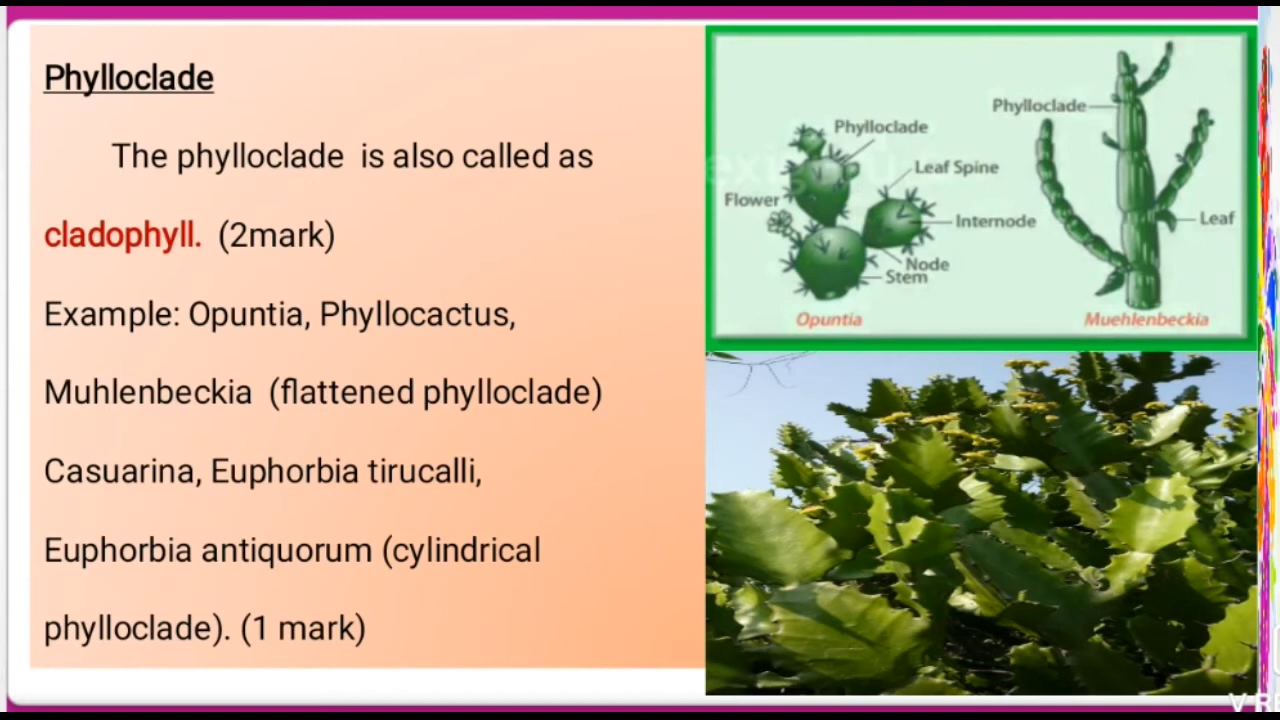 Phylloclade
The phylloclade is also called as
cladophyll. (2mark)
Example: Opuntia, Phyllocactus,
Muhlenbeckia (flattened phylloclade)
Casuarina, Euphorbia tirucalli,
Euphorbia antiquorum (cylindrical
phylloclade). (1 mark)
Phylloclade
Leaf Spine
Flower
Internode
Node
Stem
Opuntia
Phylloclade
Leaf
Muehlenbeckia